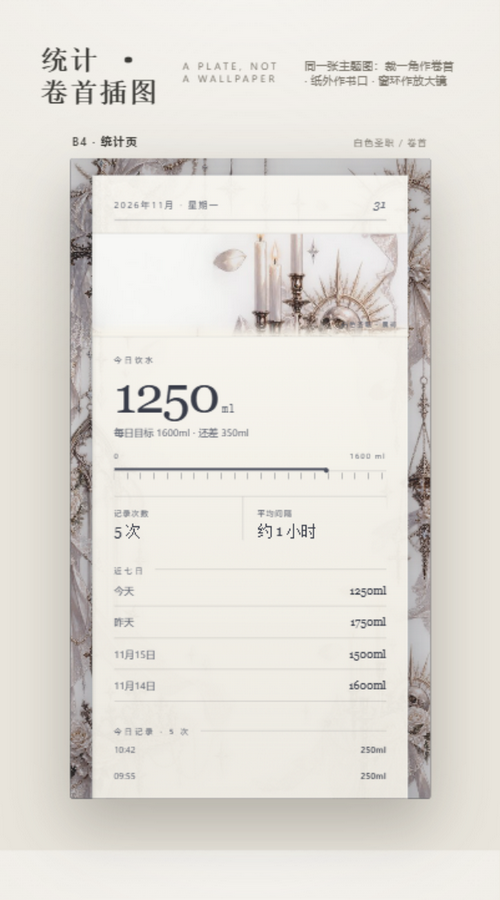 统计 •
卷首插图
A PLATE, NOT
A WALLPAPER
同一张主题图：裁一角作卷首
· 纸外作书口 · 窗环作放大镜
B4 · 统计页
白色圣职 / 卷首
2026年11月 · 星期一
31
今日饮水
1250 ml
每日目标 1600ml · 还差 350ml
0
1600 ml
记录次数
5 次
平均间隔
约 1 小时
近七日
今天 1250ml
昨天 1750ml
11月15日 1500ml
11月14日 1600ml
今日记录 · 5 次
10:42 250ml
09:55 250ml